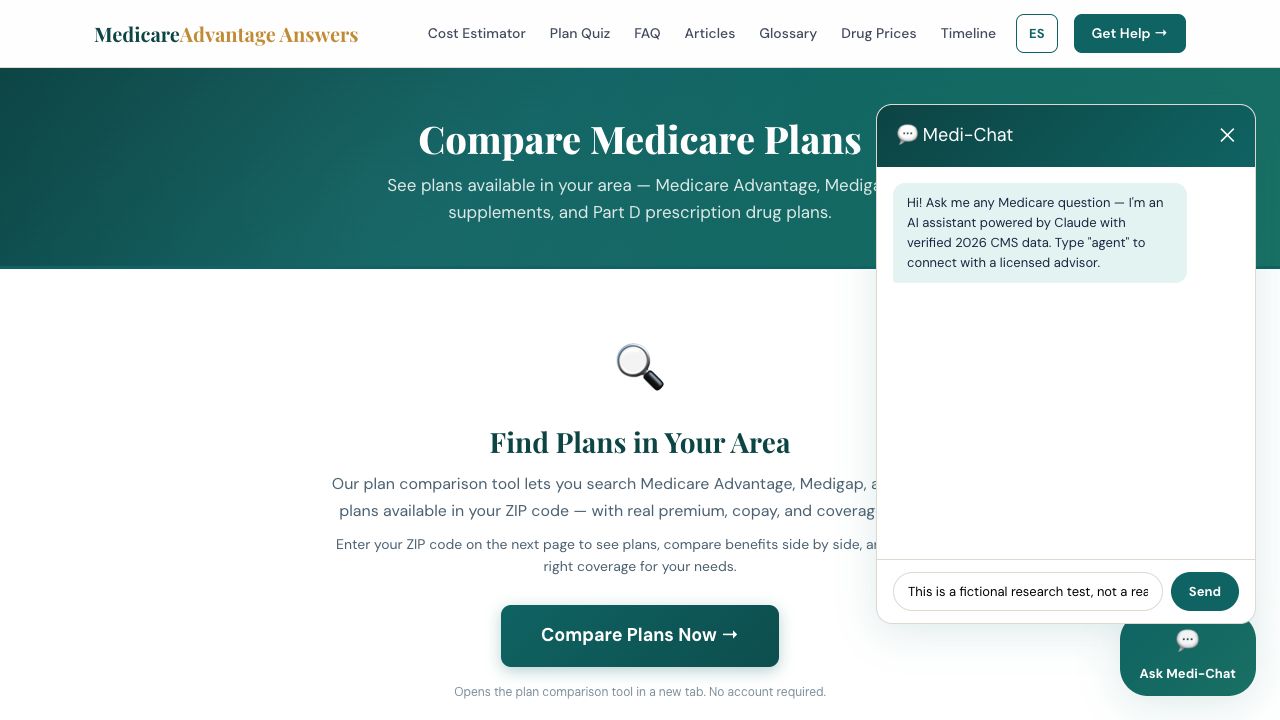 MedicareAdvantage Answers
Cost Estimator
Plan Quiz
FAQ
Articles
Glossary
Drug Prices
Timeline
ES
Get Help →
Compare Medicare Plans
See plans available in your area — Medicare Advantage, Mediga
supplements, and Part D prescription drug plans.
Find Plans in Your Area
Our plan comparison tool lets you search Medicare Advantage, Medigap, a
plans available in your ZIP code — with real premium, copay, and coverag
Enter your ZIP code on the next page to see plans, compare benefits side by side, a
right coverage for your needs.
Compare Plans Now →
Opens the plan comparison tool in a new tab. No account required.
Medi-Chat
Hi! Ask me any Medicare question — I'm an
AI assistant powered by Claude with
verified 2026 CMS data. Type "agent" to
connect with a licensed advisor.
This is a fictional research test, not a rea
Send
Ask Medi-Chat